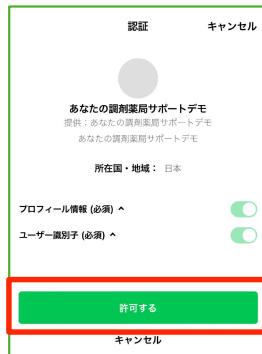 認証 キャンセル
あなたの調剤薬局サポートデモ
提供：あなたの調剤薬局サポートデモ
あなたの調剤薬局サポートデモ
所在国・地域： 日本
プロフィール情報 (必須) ^
ユーザー識別子 (必須) ^
許可する
キャンセル